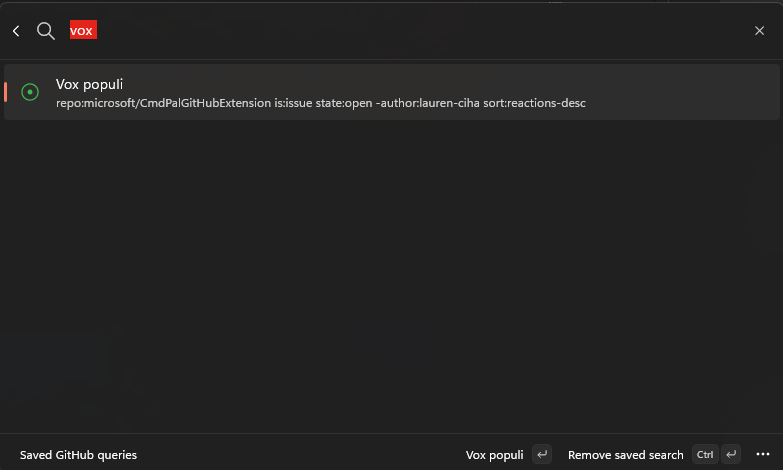 vox
Vox populi
repo:microsoft/CmdPalGitHubExtension is:issue state:open -author:lauren-ciha sort:reactions-desc
Saved GitHub queries Vox populi Remove saved search Ctrl